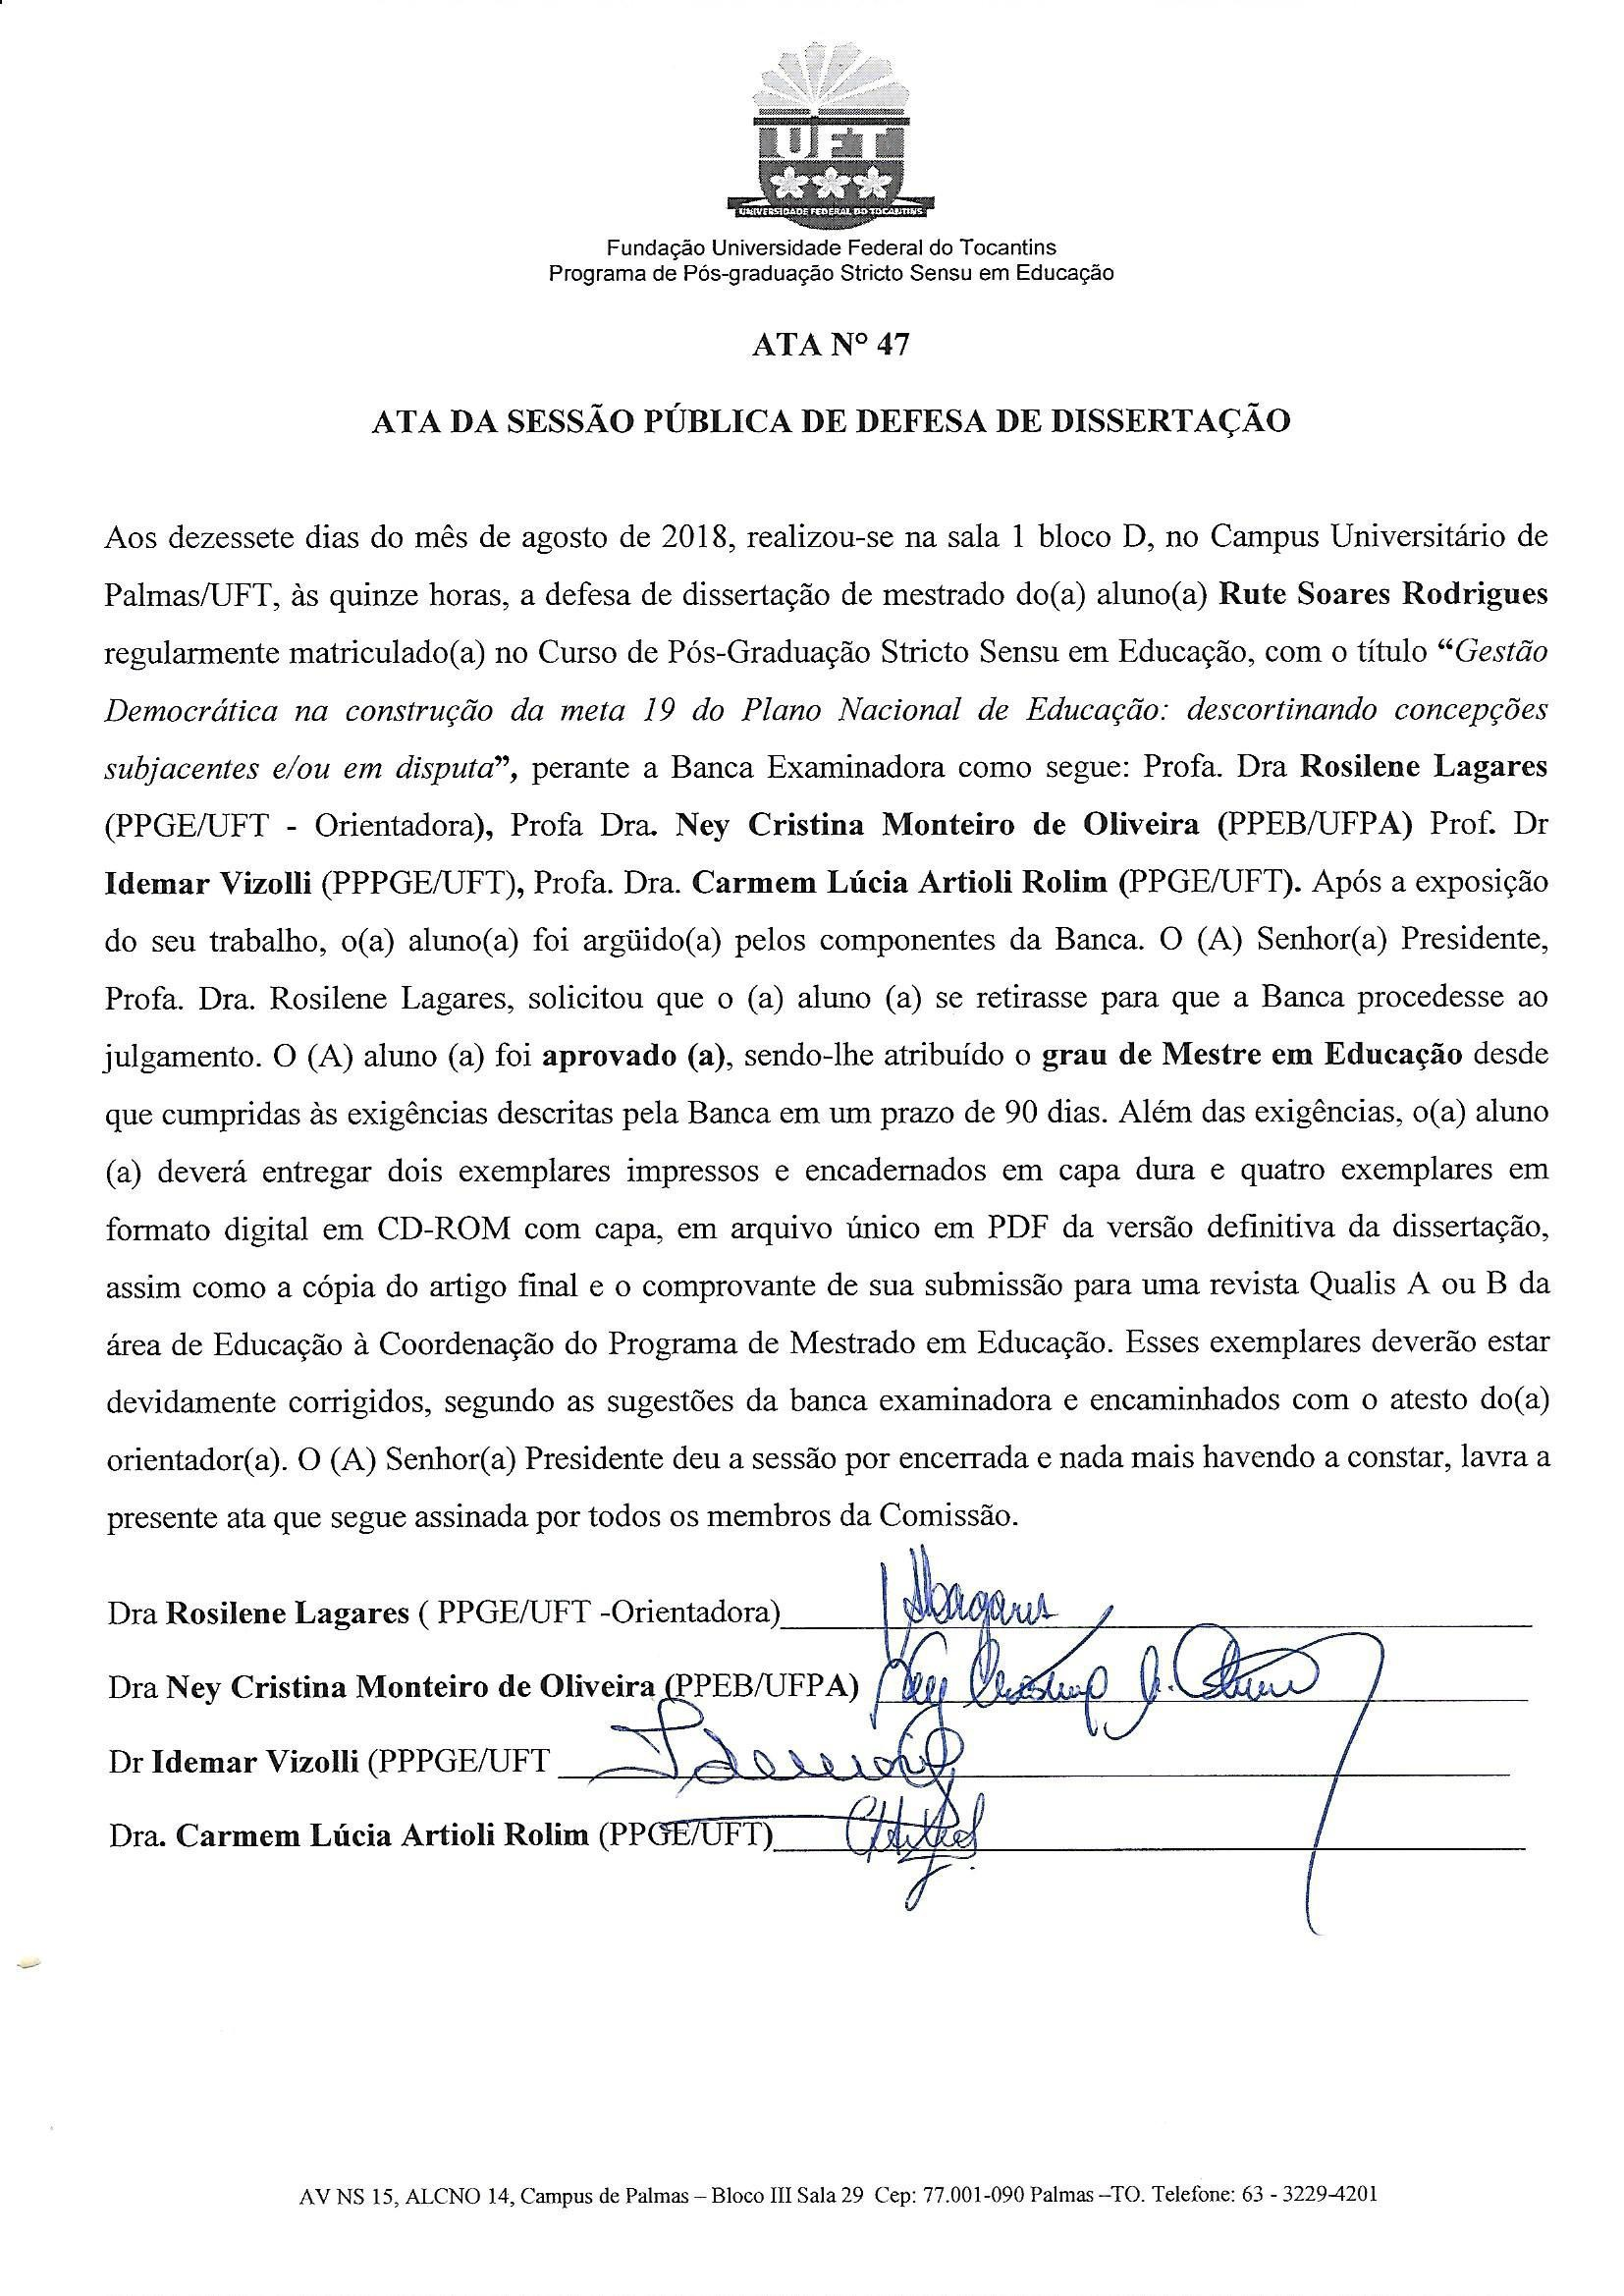 UFT
UNIVERSIDADE FEDERAL DO TOCANTINS
Fundação Universidade Federal do Tocantins
Programa de Pós-graduação Stricto Sensu em Educação
ATA Nº 47
ATA DA SESSÃO PÚBLICA DE DEFESA DE DISSERTAÇÃO
Aos dezessete dias do mês de agosto de 2018, realizou-se na sala 1 bloco D, no Campus Universitário de
Palmas/UFT, às quinze horas, a defesa de dissertação de mestrado do(a) aluno(a) Rute Soares Rodrigues
regularmente matriculado(a) no Curso de Pós-Graduação Stricto Sensu em Educação, com o título “Gestão
Democrática na construção da meta 19 do Plano Nacional de Educação: descortinando concepções
subjacentes e/ou em disputa”, perante a Banca Examinadora como segue: Profa. Dra Rosilene Lagares
(PPGE/UFT - Orientadora), Profa Dra. Ney Cristina Monteiro de Oliveira (PPEB/UFPA) Prof. Dr
Idemar Vizolli (PPPGE/UFT), Profa. Dra. Carmem Lúcia Artioli Rolim (PPGE/UFT). Após a exposição
do seu trabalho, o(a) aluno(a) foi argüido(a) pelos componentes da Banca. O (A) Senhor(a) Presidente,
Profa. Dra. Rosilene Lagares, solicitou que o (a) aluno (a) se retirasse para que a Banca procedesse ao
julgamento. O (A) aluno (a) foi aprovado (a), sendo-lhe atribuído o grau de Mestre em Educação desde
que cumpridas às exigências descritas pela Banca em um prazo de 90 dias. Além das exigências, o(a) aluno
(a) deverá entregar dois exemplares impressos e encadernados em capa dura e quatro exemplares em
formato digital em CD-ROM com capa, em arquivo único em PDF da versão definitiva da dissertação,
assim como a cópia do artigo final e o comprovante de sua submissão para uma revista Qualis A ou B da
área de Educação à Coordenação do Programa de Mestrado em Educação. Esses exemplares deverão estar
devidamente corrigidos, segundo as sugestões da banca examinadora e encaminhados com o atesto do(a)
orientador(a). O (A) Senhor(a) Presidente deu a sessão por encerrada e nada mais havendo a constar, lavra a
presente ata que segue assinada por todos os membros da Comissão.
Dra Rosilene Lagares ( PPGE/UFT -Orientadora)
Dra Ney Cristina Monteiro de Oliveira (PPEB/UFPA)
Dr Idemar Vizolli (PPPGE/UFT
Dra. Carmem Lúcia Artioli Rolim (PPGE/UFT)
AV NS 15, ALCNO 14, Campus de Palmas – Bloco III Sala 29 Cep: 77.001-090 Palmas –TO. Telefone: 63 - 3229-4201